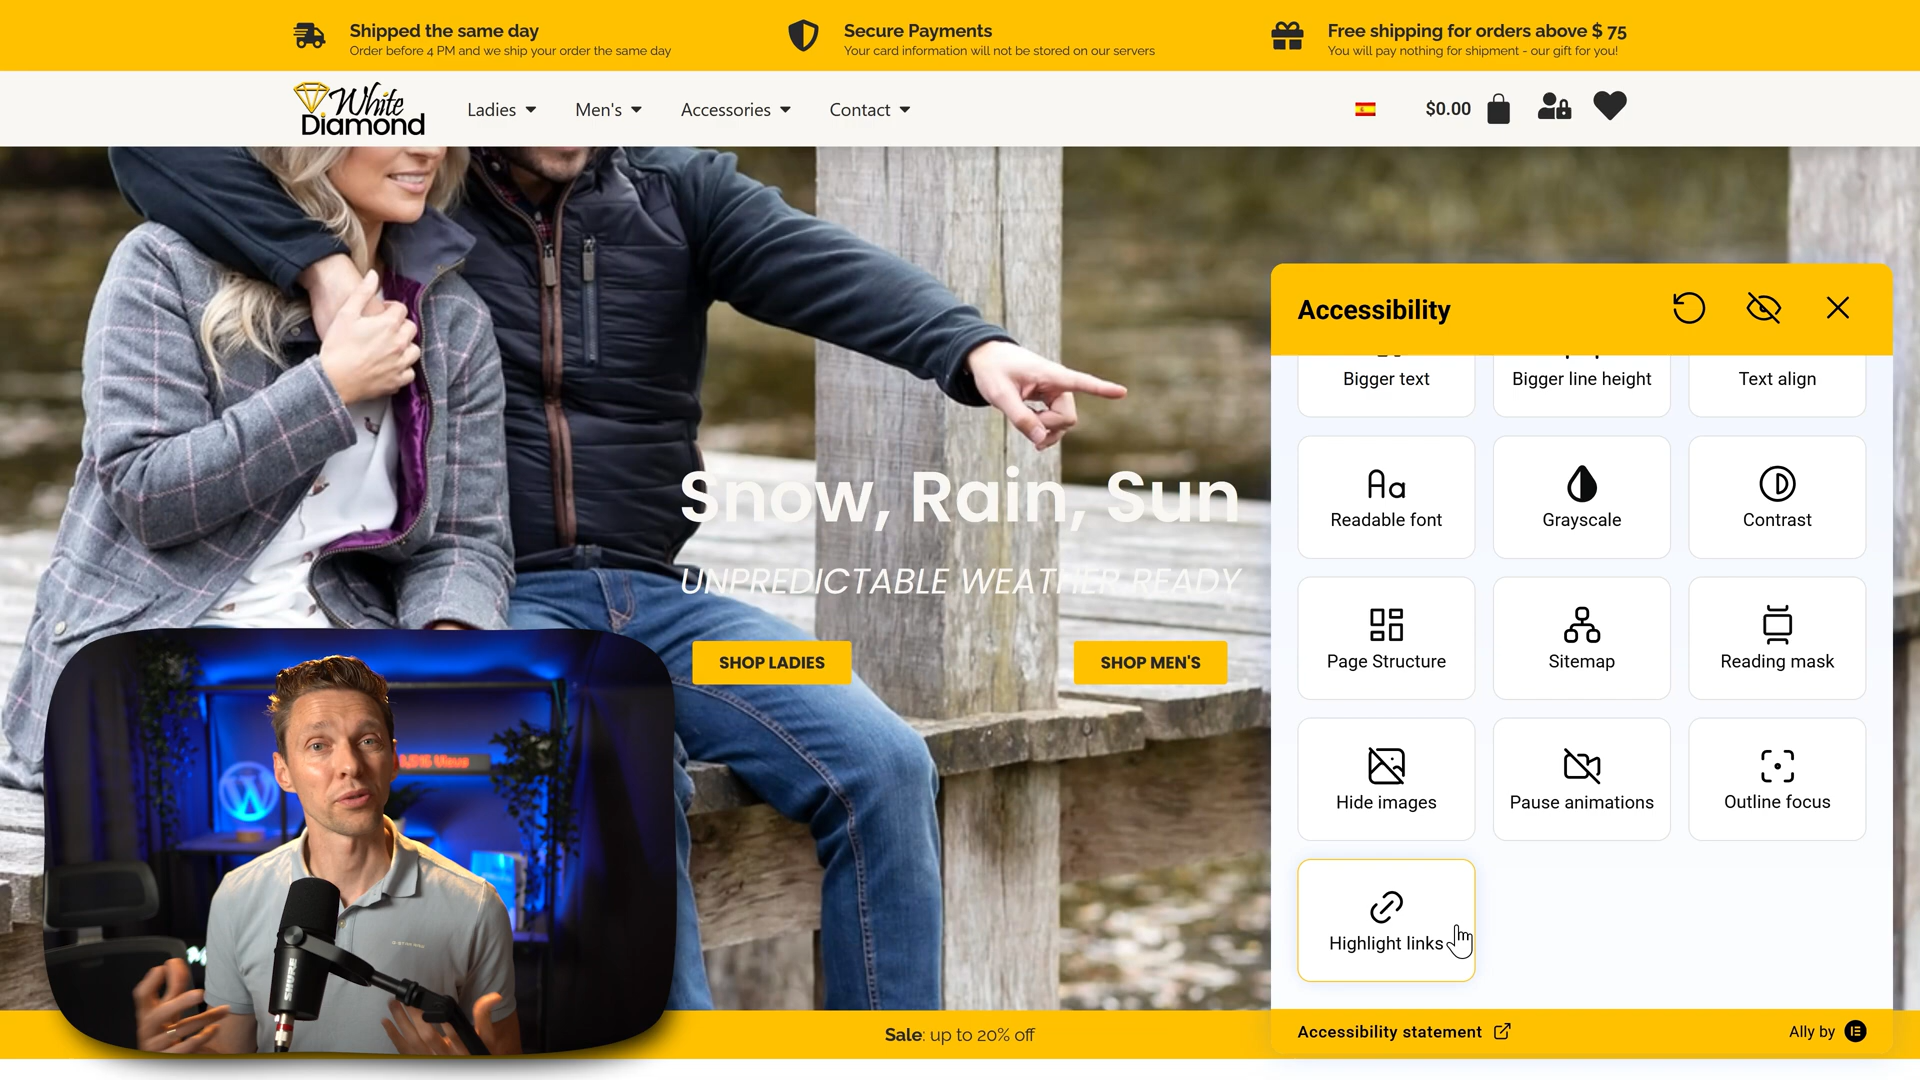 Shipped the same day
Order before 4 PM and we ship your order the same day
Secure Payments
Your card information will not be stored on our servers
Free shipping for orders above $ 75
You will pay nothing for shipment - our gift for you!
White
Diamond
Ladies
Men's
Accessories
Contact
$0.00
Snow, Rain, Sun
UNPREDICTABLE WEATHER READY
SHOP LADIES
SHOP MEN'S
Accessibility
Bigger text
Bigger line height
Text align
Aa
Readable font
Grayscale
Contrast
Page Structure
Sitemap
Reading mask
Hide images
Pause animations
Outline focus
Highlight links
Views
SHURE
Sale: up to 20% off
Accessibility statement
Ally by